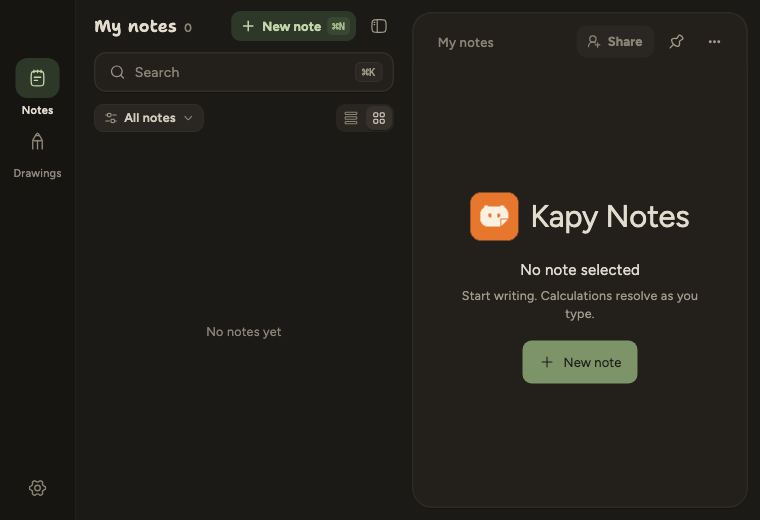 My notes 0
New note ⌘N
Search ⌘K
All notes
Notes
Drawings
No notes yet
My notes
Share
Kapy Notes
No note selected
Start writing. Calculations resolve as you
type.
New note